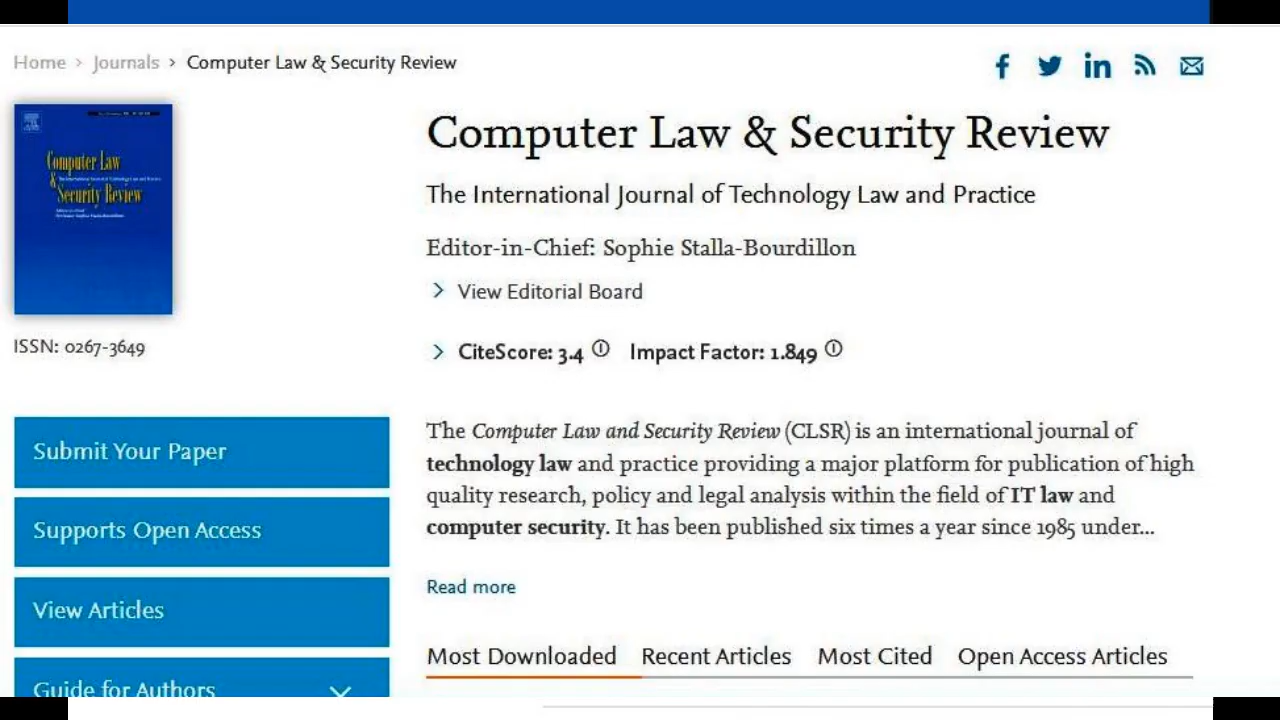 Home > Journals > Computer Law & Security Review
Computer Law
&
Security Review
ISSN: 0267-3649
Submit Your Paper
Supports Open Access
View Articles
Guide for Authors
Computer Law & Security Review
The International Journal of Technology Law and Practice
Editor-in-Chief: Sophie Stalla-Bourdillon
> View Editorial Board
> CiteScore: 3.4 Impact Factor: 1.849
The Computer Law and Security Review (CLSR) is an international journal of
technology law and practice providing a major platform for publication of high
quality research, policy and legal analysis within the field of IT law and
computer security. It has been published six times a year since 1985 under...
Read more
Most Downloaded Recent Articles Most Cited Open Access Articles